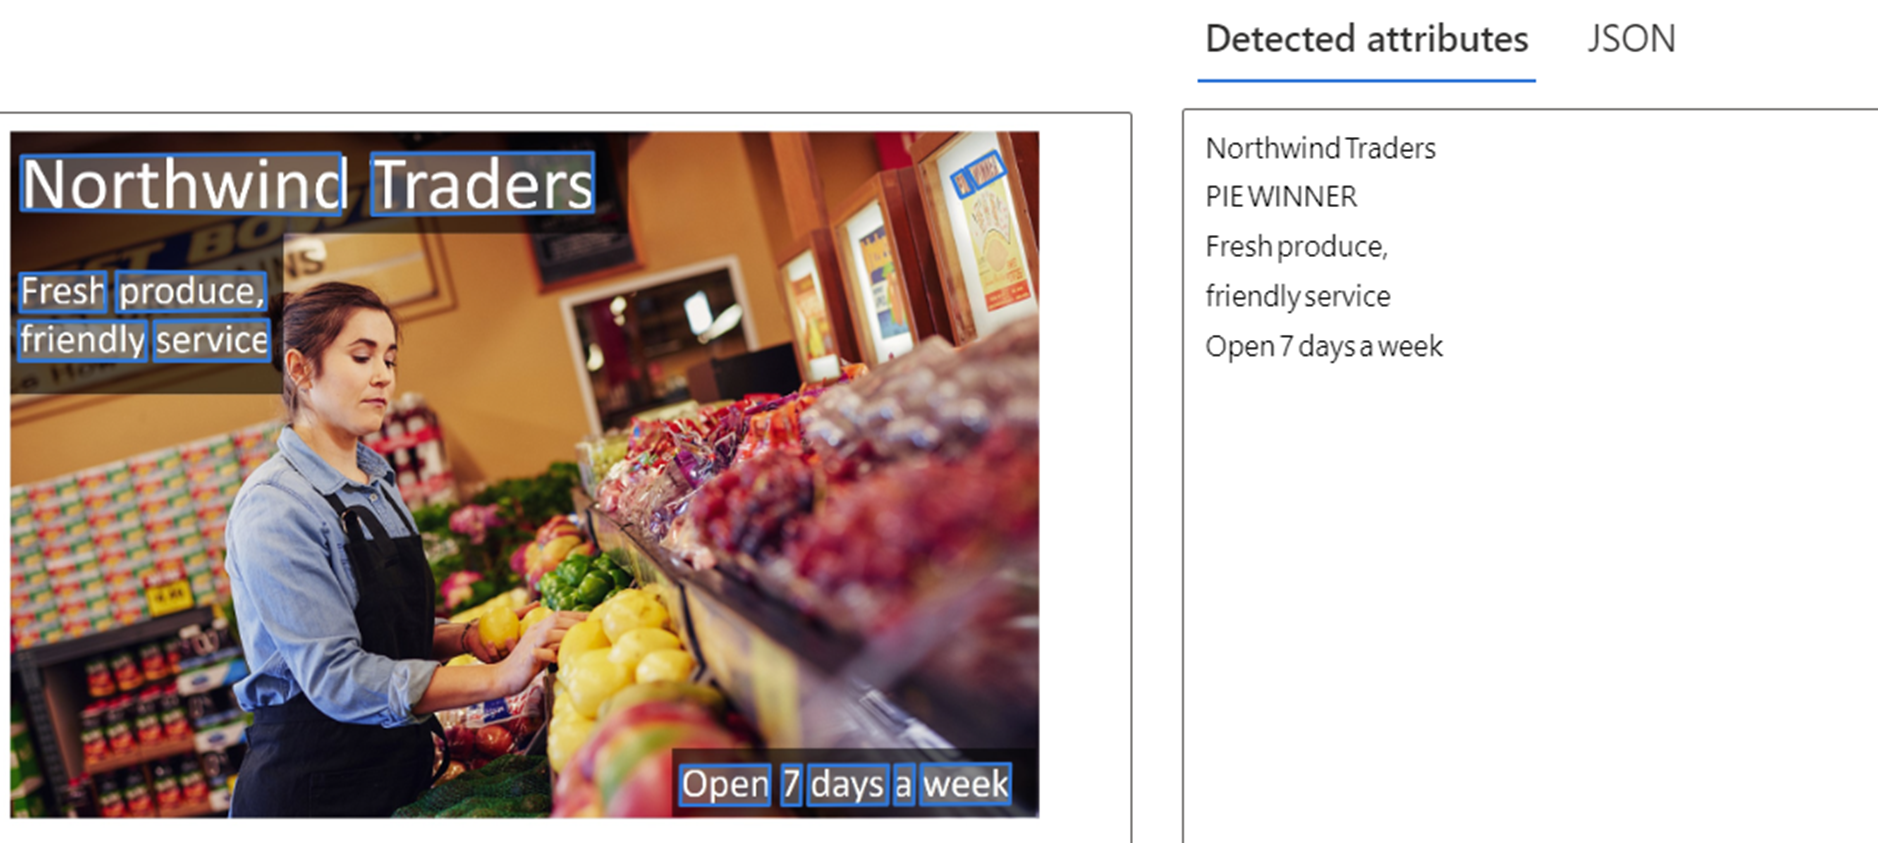 Detected attributes JSON
Northwind Traders
Fresh produce,
friendly service
Open 7 days a week
Northwind Traders
PIE WINNER
Fresh produce,
friendly service
Open 7 days a week